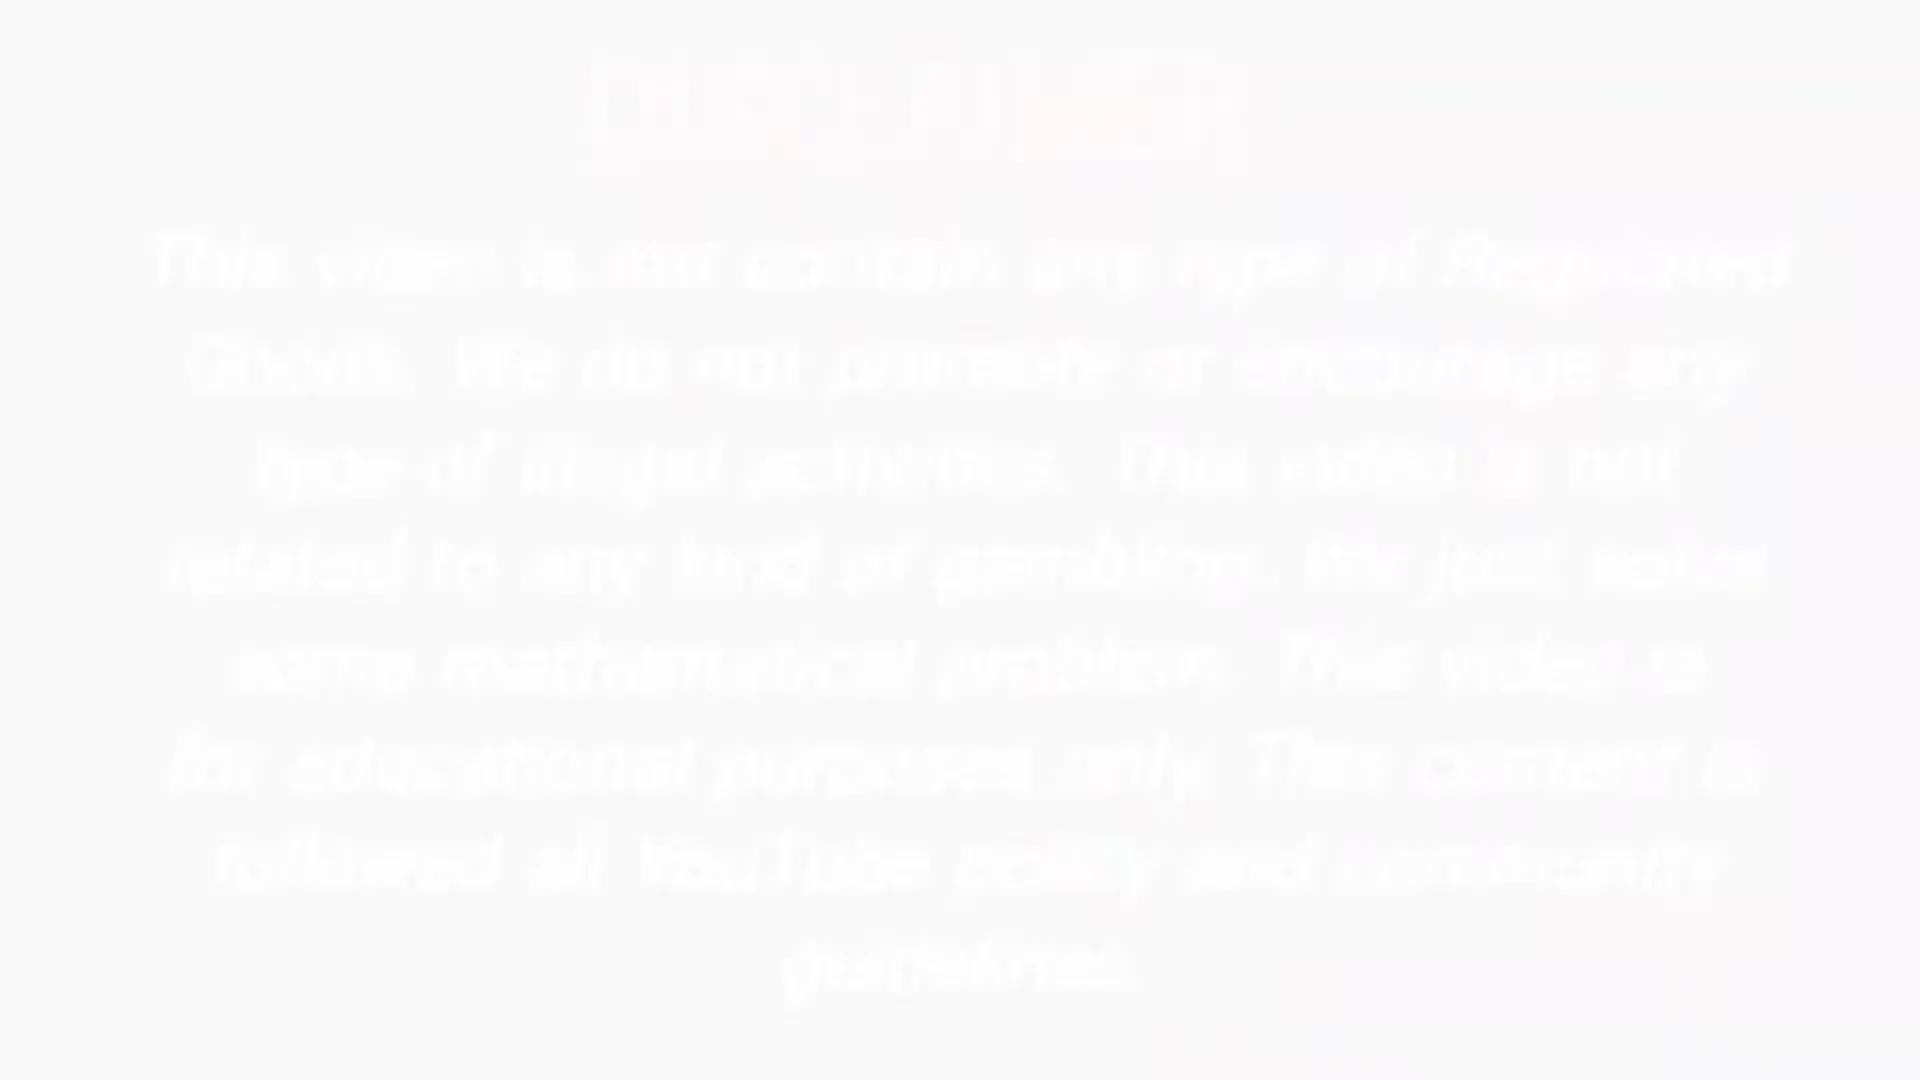 DISCLAIMER
This video is not contain any type of Regulated
Goods. We do not promote or encourage any
type of illegal activities. This video is not
related to any kind of gambling. We just solve
some mathematical problem. This video is
for educational purposes only. This content is
followed all YouTube policy and community
guidelines.